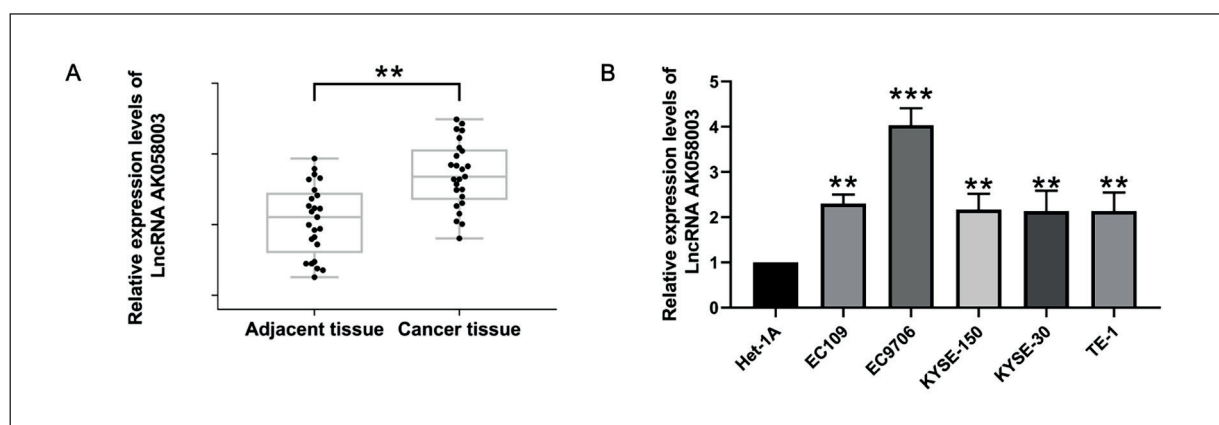 A
Relative expression levels of
LncRNA AK058003
**
Adjacent tissue
Cancer tissue
B
Relative expression levels of
LncRNA AK058003
5
4
3
2
1
0
**
***
**
**
**
Het-1A
EC109
EC9706
KYSE-150
KYSE-30
TE-1